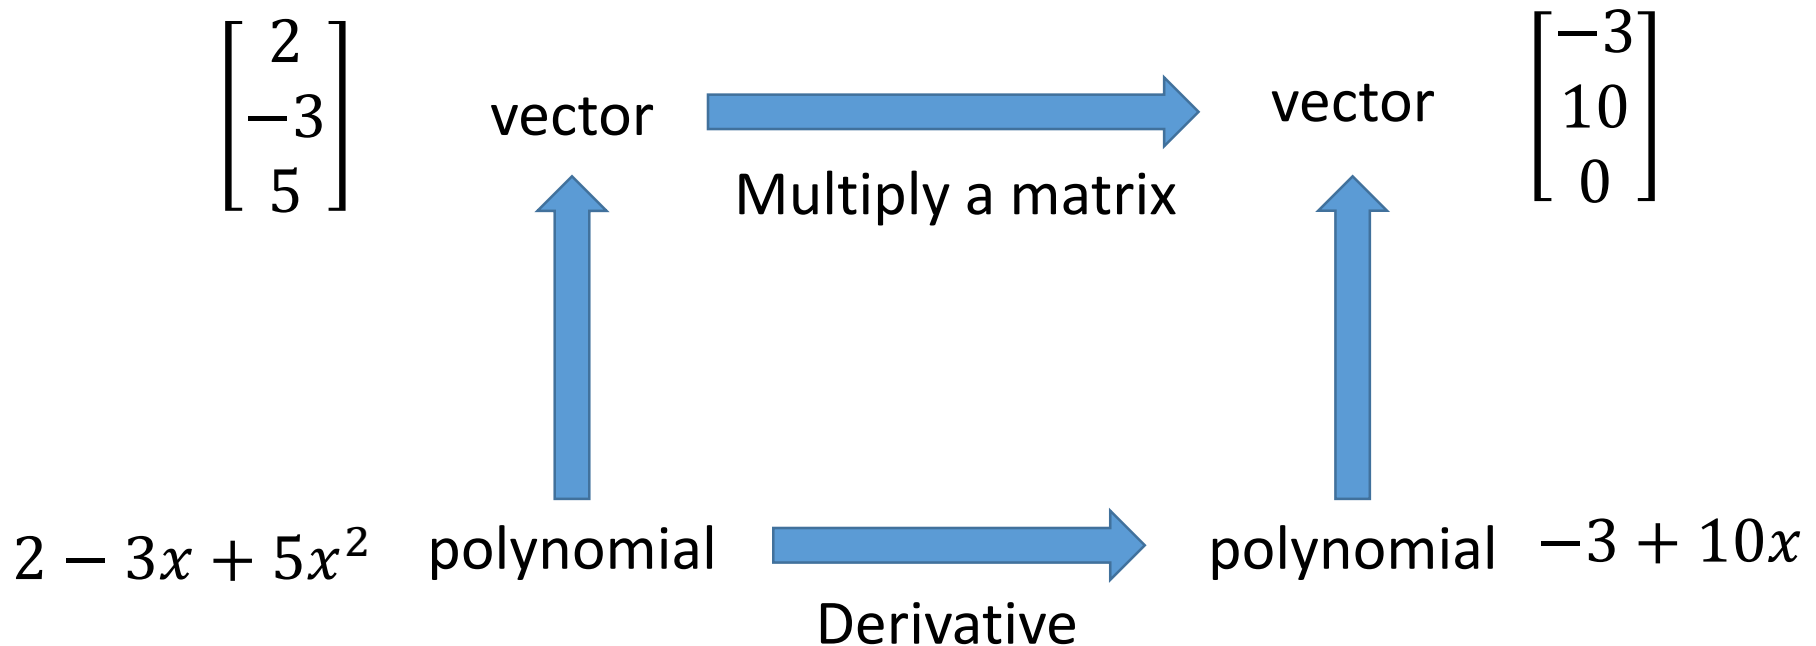 [2 −3 5] vector vector [−3 10 0]
Multiply a matrix
2 − 3x + 5x² polynomial polynomial −3 + 10x
Derivative